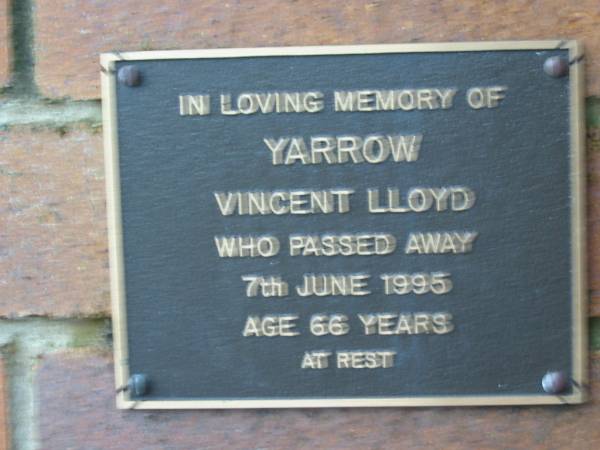 IN LOVING MEMORY OF
YARROW
VINCENT LLOYD
WHO PASSED AWAY
7th JUNE 1995
AGE 66 YEARS
AT REST